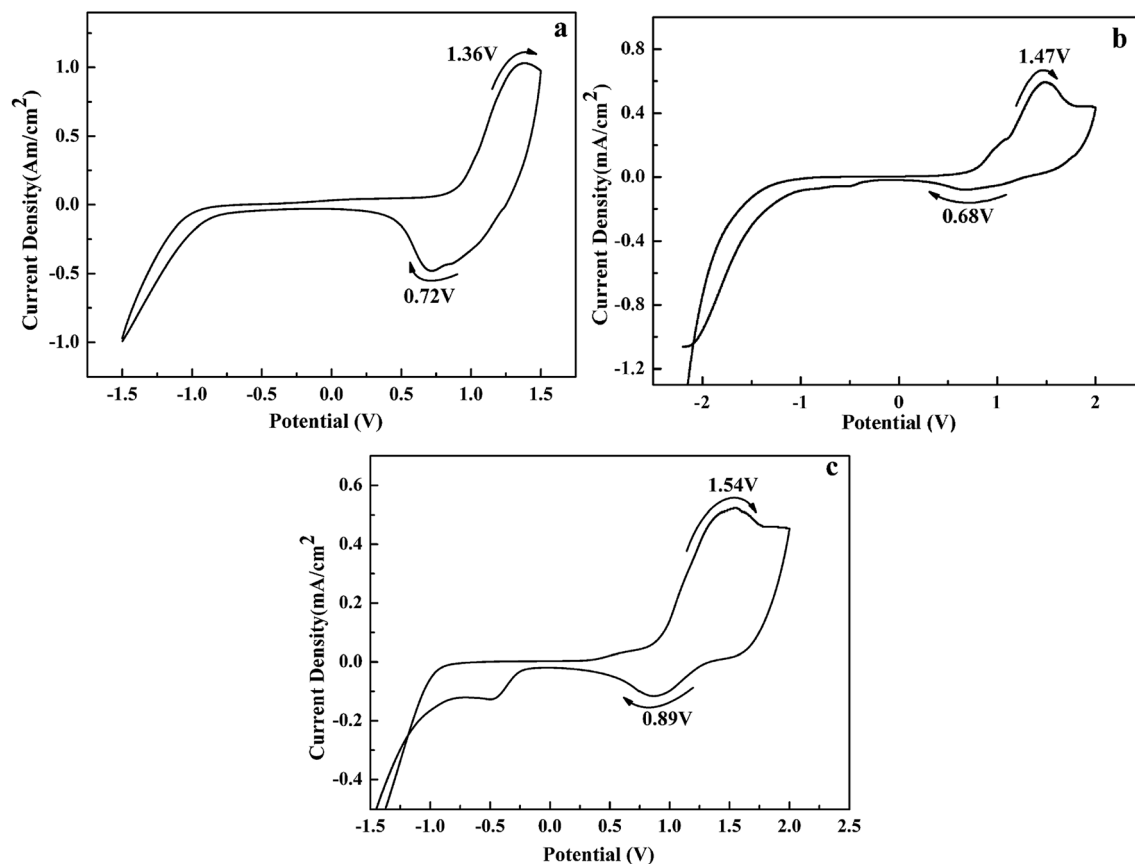 a
1.36V
1.0
0.5
0.0
-0.5
-1.0
Current Density(Am/cm²)
0.72V
-1.5 -1.0 -0.5 0.0 0.5 1.0 1.5
Potential (V)
b
1.47V
0.8
0.4
0.0
-0.4
-0.8
-1.2
Current Density(mA/cm²)
0.68V
-2 -1 0 1 2
Potential (V)
c
1.54V
0.6
0.4
0.2
0.0
-0.2
-0.4
Current Density(mA/cm²
0.89V
-1.5 -1.0 -0.5 0.0 0.5 1.0 1.5 2.0 2.5
Potential (V)